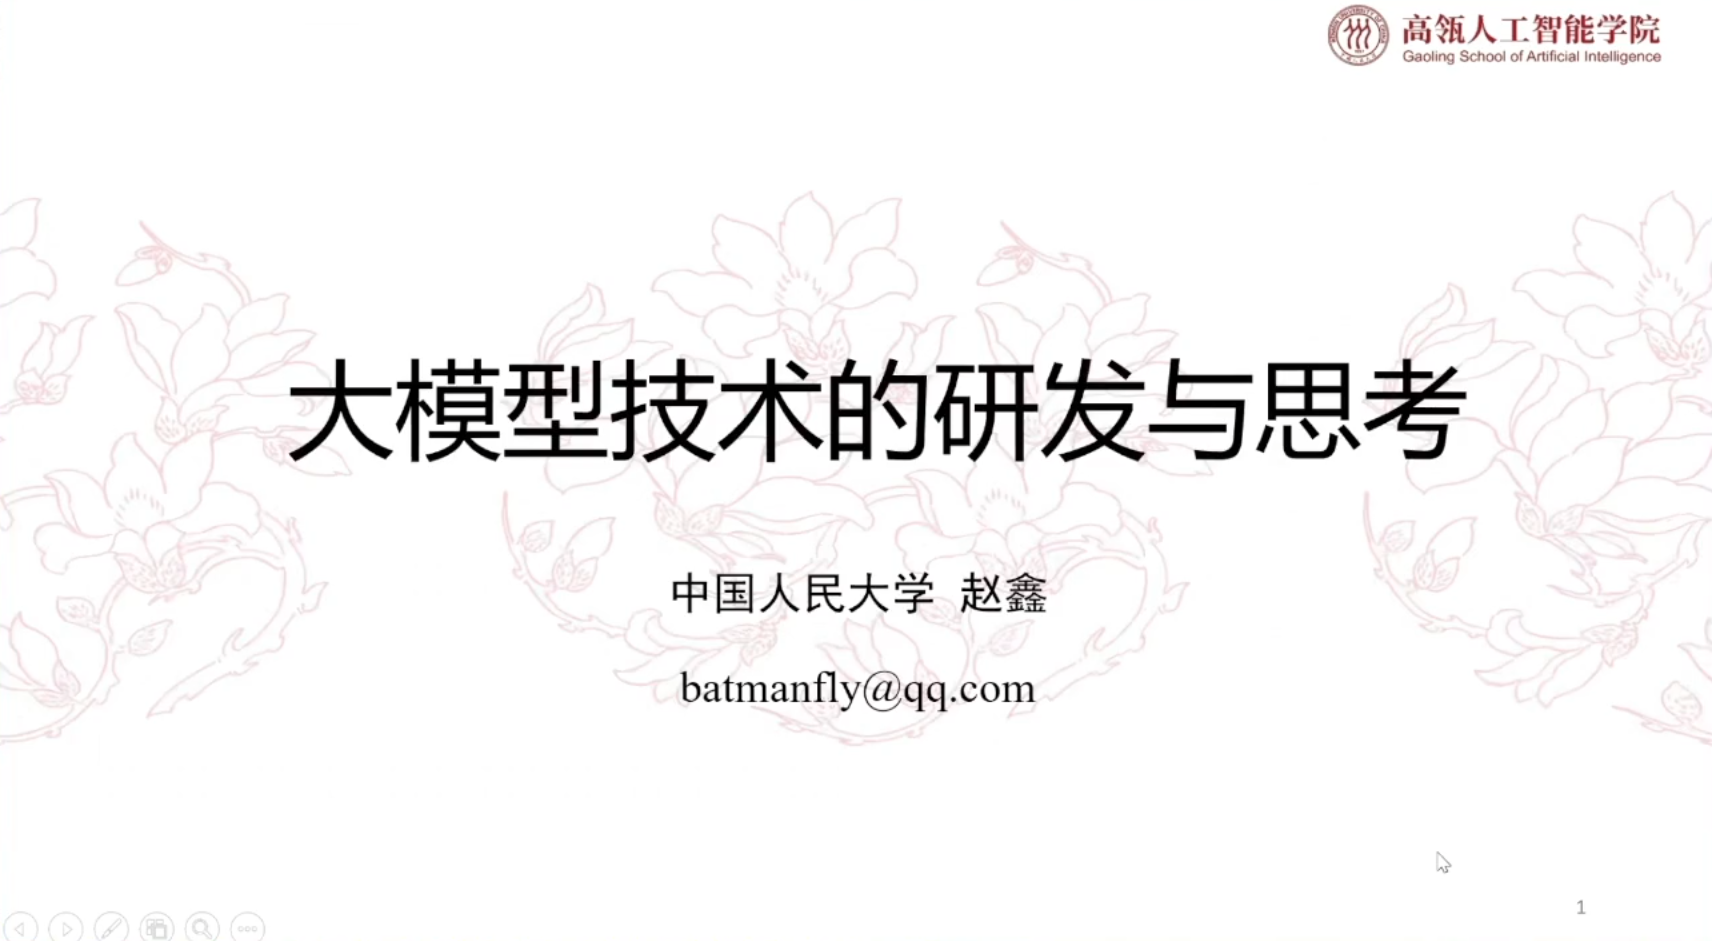 高瓴人工智能学院
Gaoling School of Artificial Intelligence
大模型技术的研发与思考
中国人民大学 赵鑫
batmanfly@qq.com
1